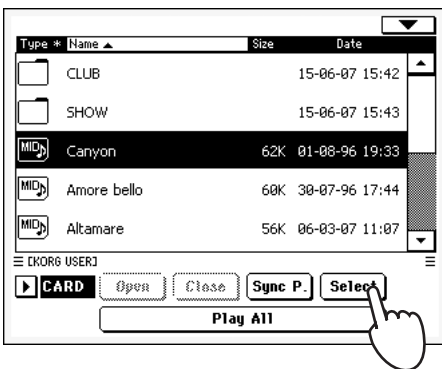 Type * Name ▲ Size Date
CLUB 15-06-07 15:42
SHOW 15-06-07 15:43
MID♪ Canyon 62K 01-08-96 19:33
MID♪ Amore bello 60K 30-07-96 17:44
MID♪ Altamare 56K 06-03-07 11:07
[KORG USER]
CARD Open Close Sync P. Select
Play All